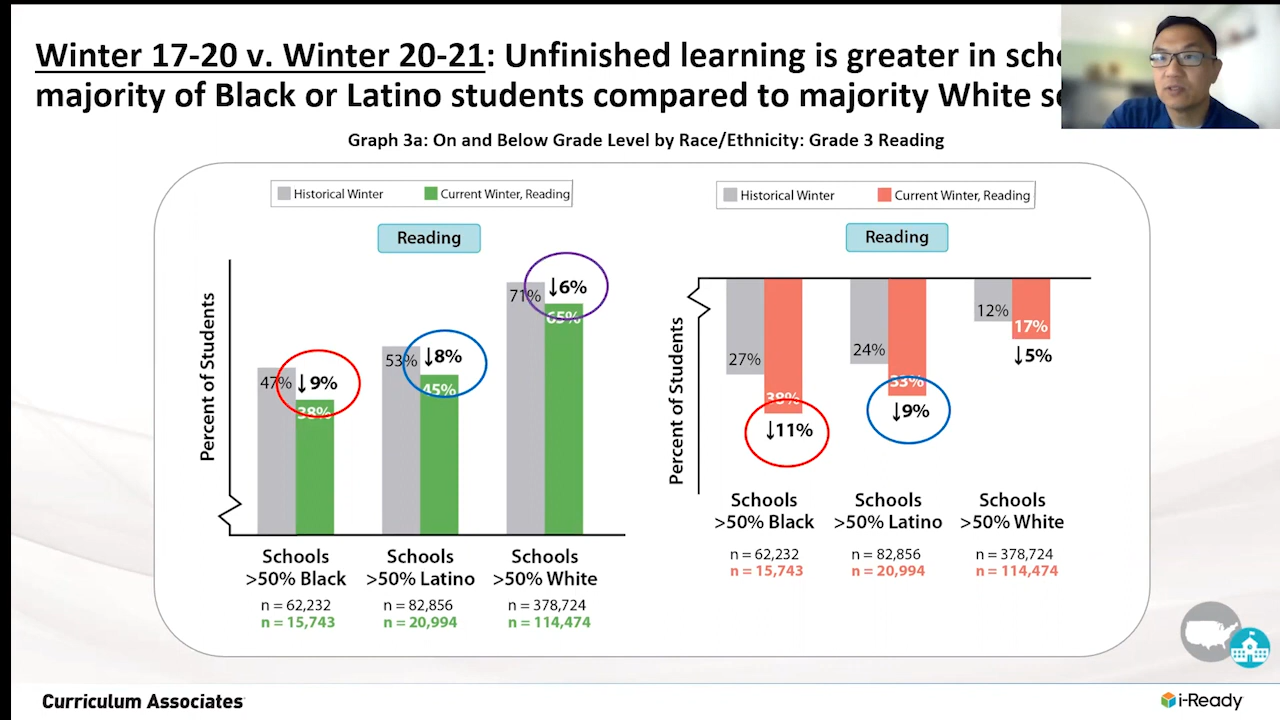 Winter 17-20 v. Winter 20-21: Unfinished learning is greater in
majority of Black or Latino students compared to majority White
Graph 3a: On and Below Grade Level by Race/Ethnicity: Grade 3 Reading
Historical Winter
Current Winter, Reading
Reading
Percent of Students
47%
↓9%
38%
53%
↓8%
45%
71%
↓6%
65%
Schools
>50% Black
n = 62,232
n = 15,743
Schools
>50% Latino
n = 82,856
n = 20,994
Schools
>50% White
n = 378,724
n = 114,474
Historical Winter
Current Winter, Reading
Reading
Percent of Students
27%
38%
↓11%
24%
33%
↓9%
12%
17%
↓5%
Schools
>50% Black
n = 62,232
n = 15,743
Schools
>50% Latino
n = 82,856
n = 20,994
Schools
>50% White
n = 378,724
n = 114,474
Curriculum Associates
i-Ready